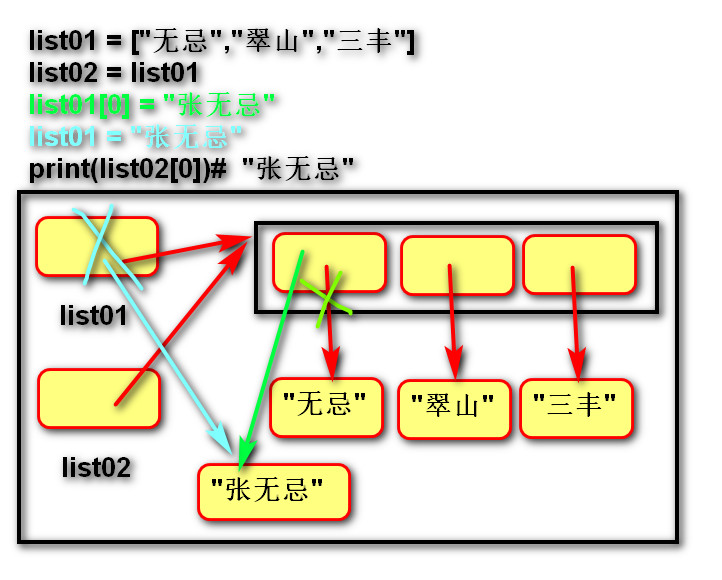 list01 = ["无忌","翠山","三丰"]
list02 = list01
list01[0] = "张无忌"
list01 = "张无忌"
print(list02[0])# "张无忌"
list01
"无忌" "翠山" "三丰"
list02
"张无忌"